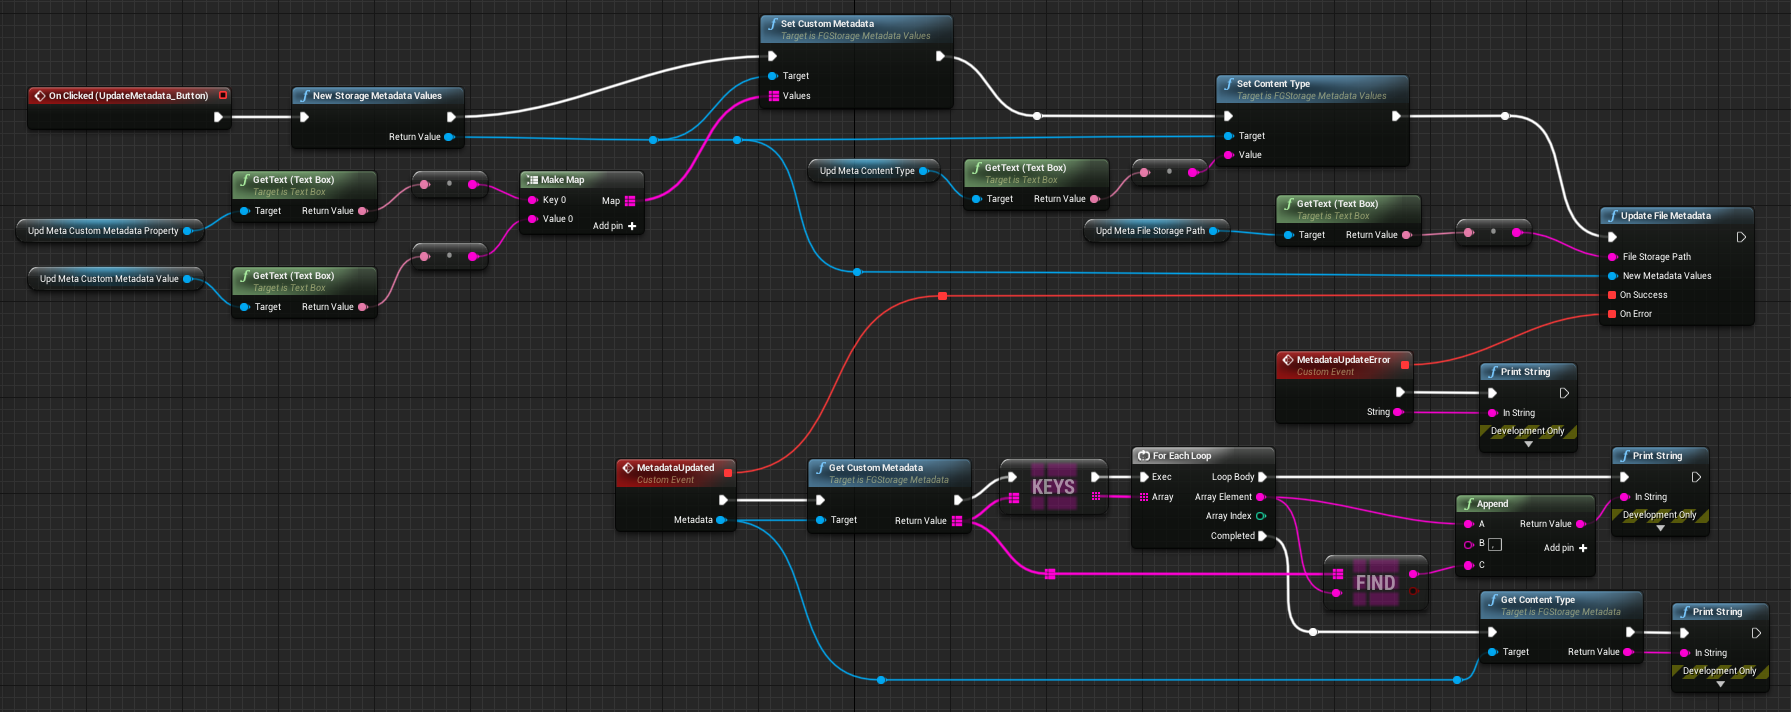 Set Custom Metadata
Target is FGStorage Metadata Values
Target
Values
On Clicked (UpdateMetadata_Button)
New Storage Metadata Values
Return Value
Set Content Type
Target is FGStorage Metadata Values
Target
Value
GetText (Text Box)
Target is Text Box
Target Return Value
Make Map
Key 0 Map
Value 0
Add pin +
Upd Meta Custom Metadata Property
Upd Meta Custom Metadata Value
GetText (Text Box)
Target is Text Box
Target Return Value
Upd Meta Content Type
GetText (Text Box)
Target is Text Box
Target Return Value
Upd Meta File Storage Path
GetText (Text Box)
Target is Text Box
Target Return Value
Update File Metadata
File Storage Path
New Metadata Values
On Success
On Error
MetadataUpdateError
Custom Event
String
Print String
In String
Development Only
MetadataUpdated
Custom Event
Metadata
Get Custom Metadata
Target is FGStorage Metadata
Target Return Value
KEYS
For Each Loop
Exec Loop Body
Array Array Element
Array Index
Completed
FIND
Append
A Return Value
B
Add pin +
C
Print String
In String
Development Only
Get Content Type
Target is FGStorage Metadata
Target Return Value
Print String
In String
Development Only